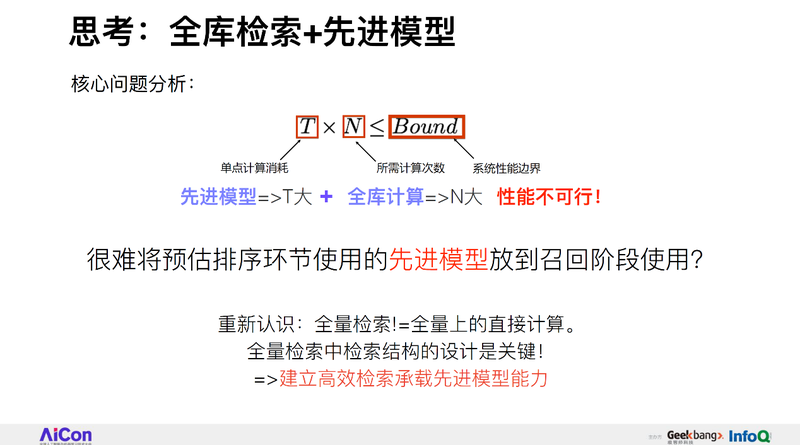 思考：全库检索+先进模型
核心问题分析：
T × N ≤ Bound
单点计算消耗 所需计算次数 系统性能边界
先进模型=>T大 + 全库计算=>N大 性能不可行！
很难将预估排序环节使用的先进模型放到召回阶段使用？
重新认识：全量检索!=全量上的直接计算。
全量检索中检索结构的设计是关键！
=>建立高效检索承载先进模型能力
AiCon
Geekbang>. InfoQ